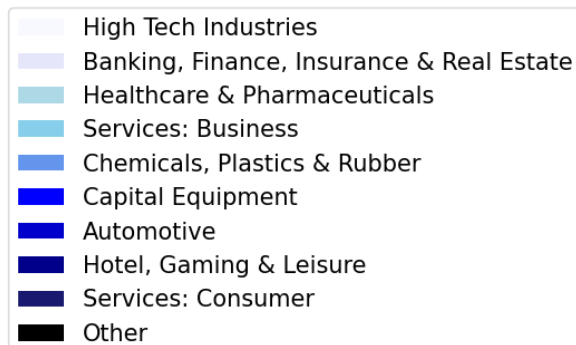 High Tech Industries
Banking, Finance, Insurance & Real Estate
Healthcare & Pharmaceuticals
Services: Business
Chemicals, Plastics & Rubber
Capital Equipment
Automotive
Hotel, Gaming & Leisure
Services: Consumer
Other